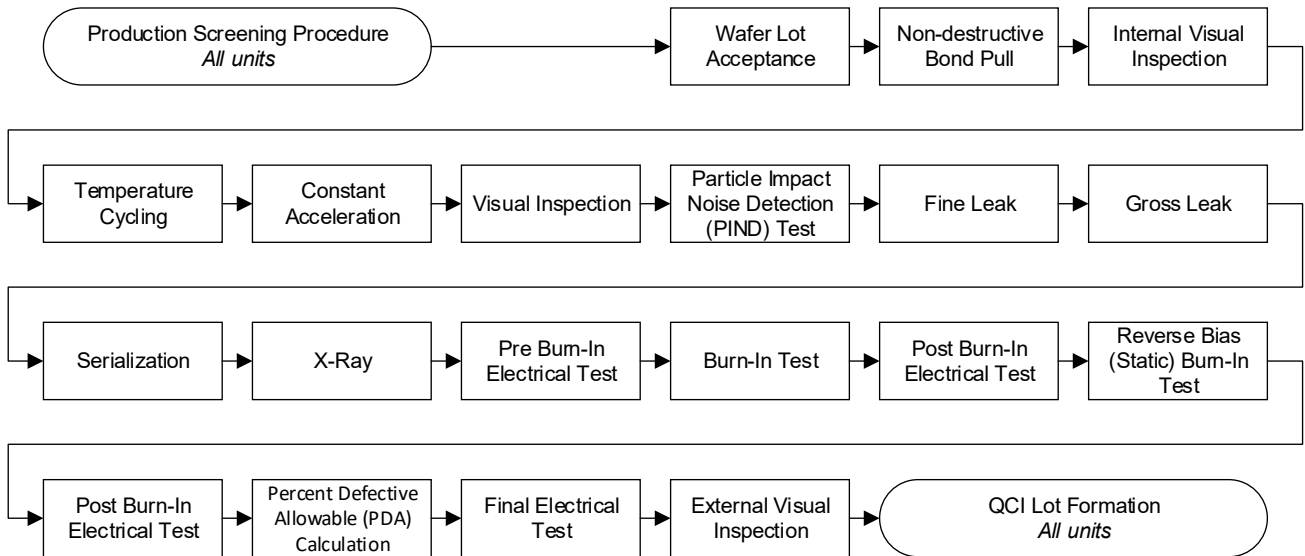 Production Screening Procedure
All units
Wafer Lot
Acceptance
Non-destructive
Bond Pull
Internal Visual
Inspection
Temperature
Cycling
Constant
Acceleration
Visual Inspection
Particle Impact
Noise Detection
(PIND) Test
Fine Leak
Gross Leak
Serialization
X-Ray
Pre Burn-In
Electrical Test
Burn-In Test
Post Burn-In
Electrical Test
Reverse Bias
(Static) Burn-In
Test
Post Burn-In
Electrical Test
Percent Defective
Allowable (PDA)
Calculation
Final Electrical
Test
External Visual
Inspection
QCI Lot Formation
All units